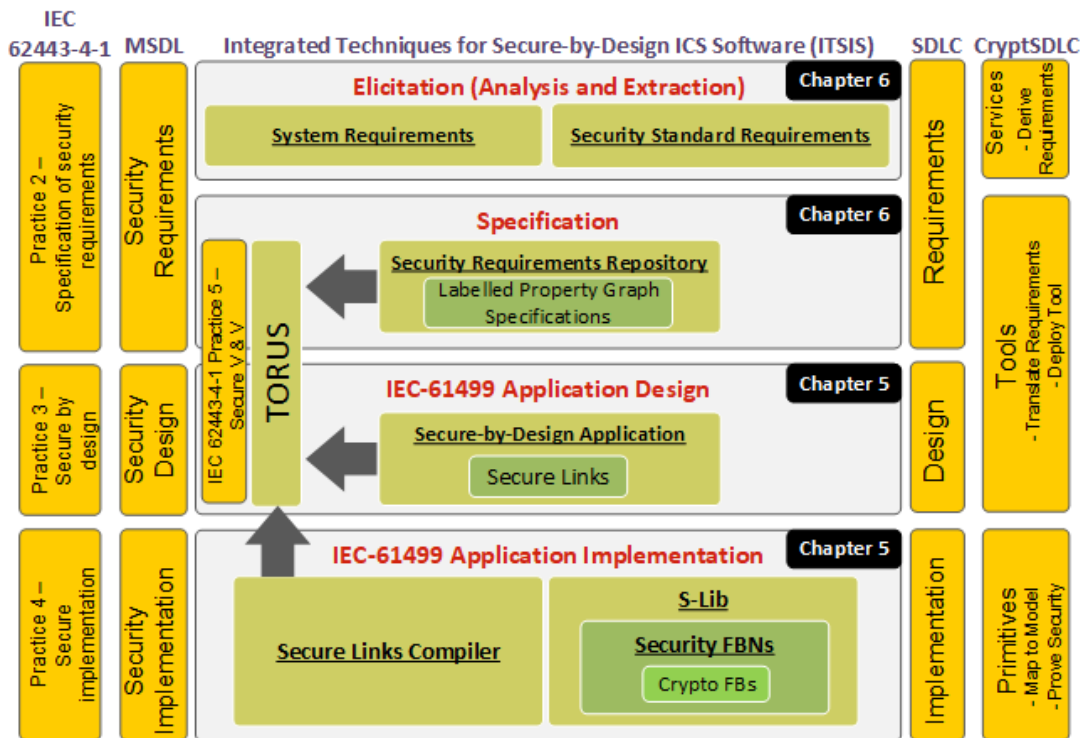 IEC
62443-4-1
MSDL
Integrated Techniques for Secure-by-Design ICS Software (ITSIS)
SDLC
CryptSDLC
Practice 2 –
Specification of security
requirements
Security
Requirements
Elicitation (Analysis and Extraction)
Chapter 6
System Requirements
Security Standard Requirements
Requirements
Services
- Derive
Requirements
Specification
Chapter 6
IEC 62443-4-1 Practice 5 –
Secure V & V
TORUS
Security Requirements Repository
Labelled Property Graph
Specifications
Tools
- Translate Requirements
- Deploy Tool
Practice 3 –
Secure by
design
Security
Design
IEC-61499 Application Design
Chapter 5
Secure-by-Design Application
Secure Links
Design
Practice 4 –
Secure
implementation
Security
Implementation
IEC-61499 Application Implementation
Chapter 5
Secure Links Compiler
S-Lib
Security FBNs
Crypto FBs
Implementation
Primitives
- Map to Model
- Prove Security